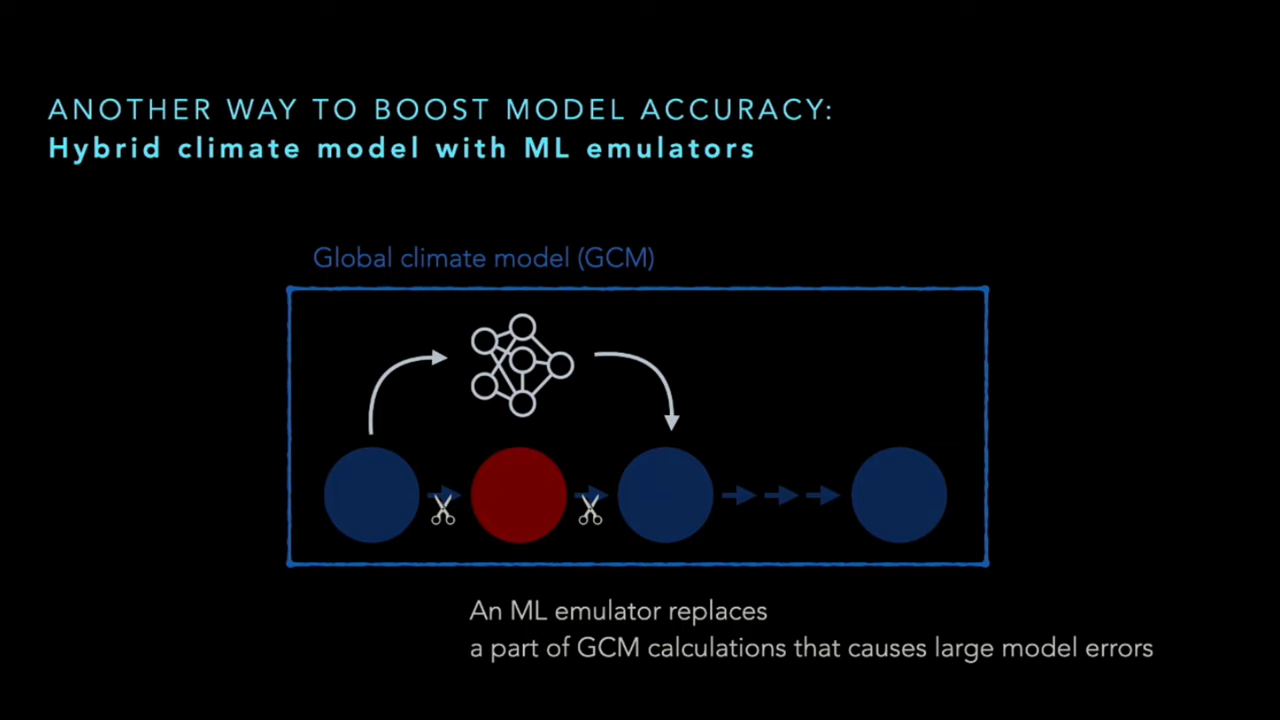 ANOTHER WAY TO BOOST MODEL ACCURACY:
Hybrid climate model with ML emulators
Global climate model (GCM)
An ML emulator replaces
a part of GCM calculations that causes large model errors